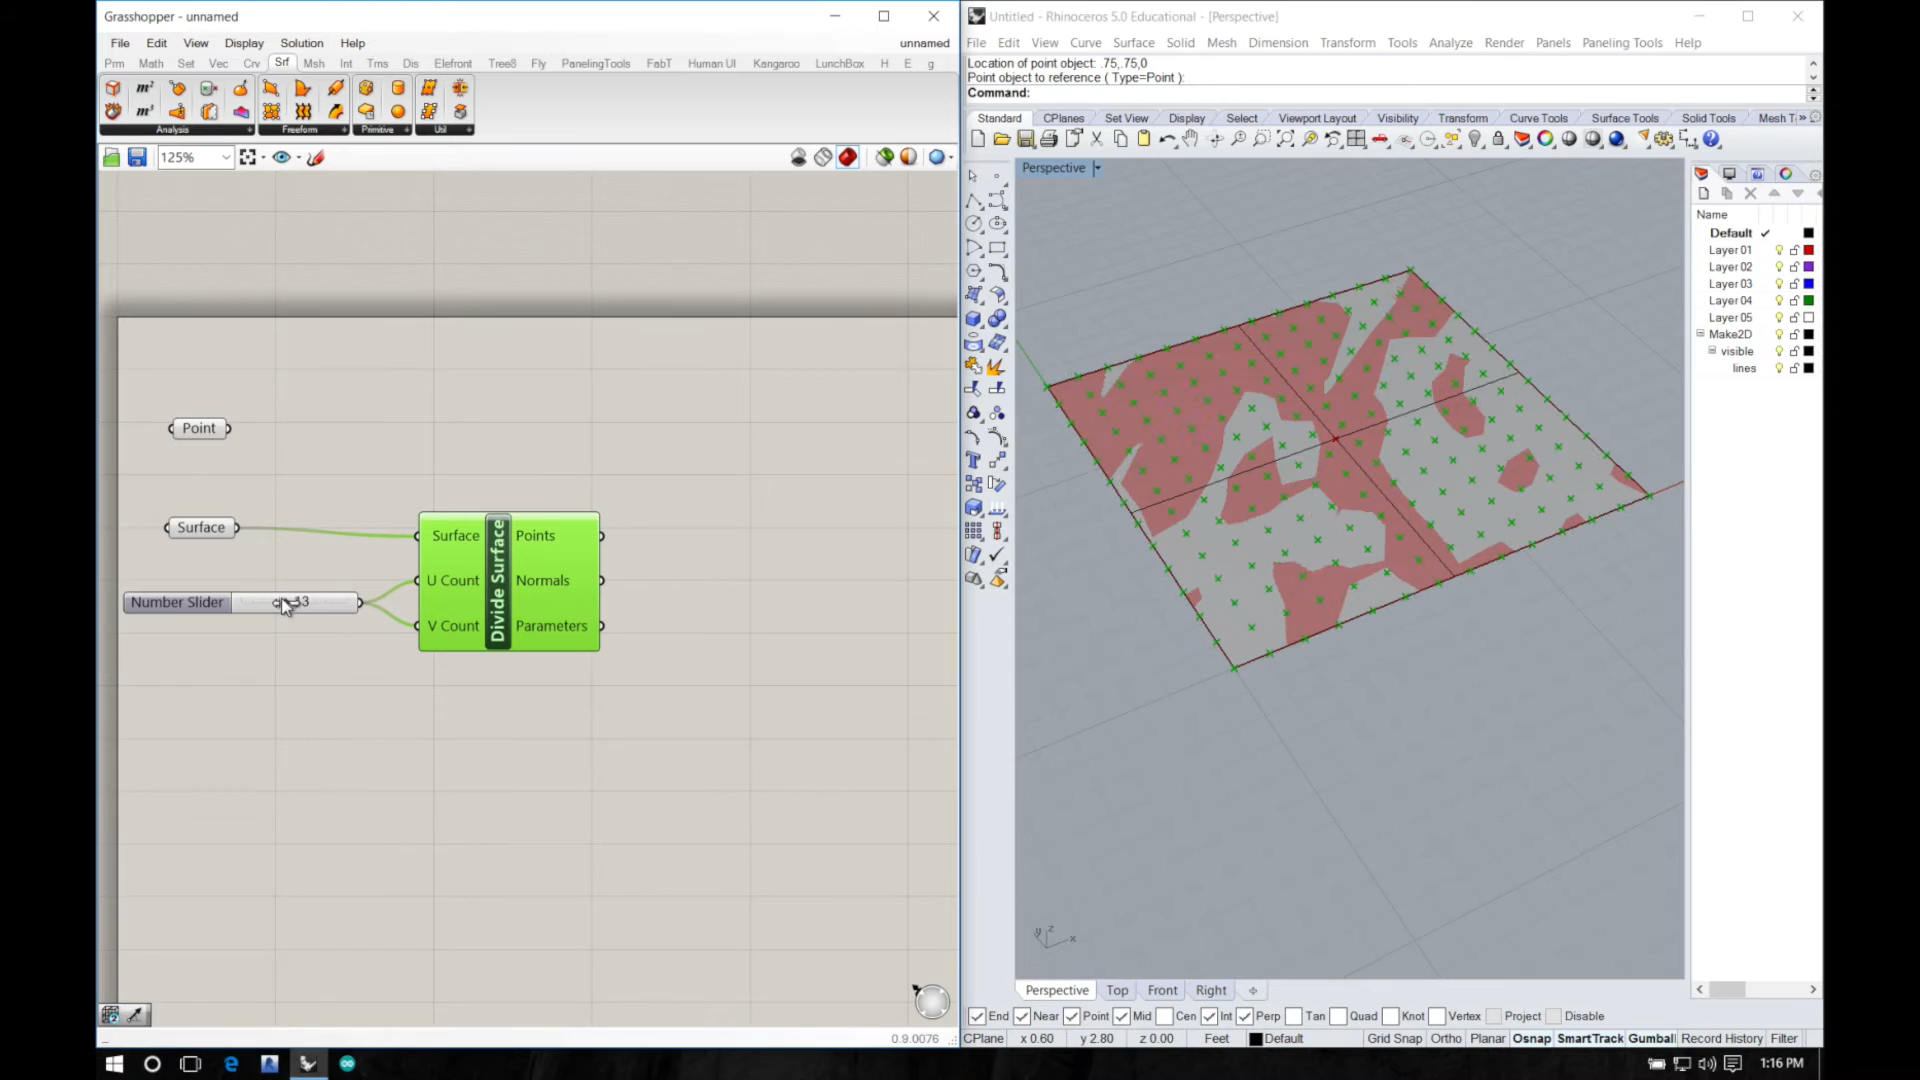 Grasshopper - unnamed
File Edit View Display Solution Help
unnamed
Prm Math Set Vec Crv Srf Msh Int Trns Dis Elefront Tree8 Fly PanelingTools FabT Human UI Kangaroo LunchBox H E g
Analysis Freeform Primitive Util
125%
Point
Surface
Number Slider
Surface
U Count
V Count
Divide Surface
Points
Normals
Parameters
0.9.0076
Untitled - Rhinoceros 5.0 Educational - [Perspective]
File Edit View Curve Surface Solid Mesh Dimension Transform Tools Analyze Render Panels Paneling Tools Help
Location of point object: .75,.75,0
Point object to reference ( Type=Point ):
Command:
Standard CPlanes Set View Display Select Viewport Layout Visibility Transform Curve Tools Surface Tools Solid Tools Mesh T
Perspective
Name
Default
Layer 01
Layer 02
Layer 03
Layer 04
Layer 05
Make2D
visible
lines
y z x
Perspective Top Front Right
End Near Point Mid Cen Int Perp Tan Quad Knot Vertex Project Disable
CPlane x 0.60 y 2.80 z 0.00 Feet Default Grid Snap Ortho Planar Osnap SmartTrack Gumball Record History Filter
1:16 PM